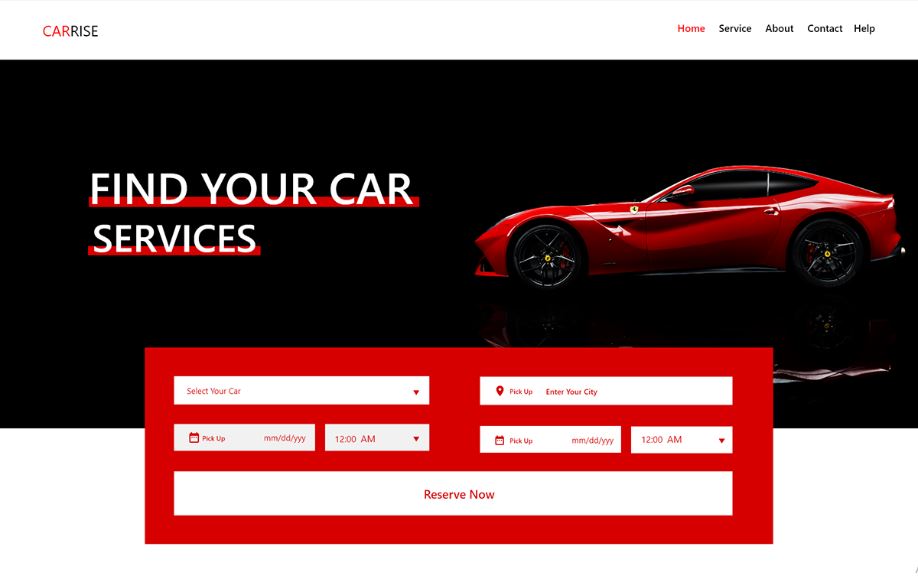 CARRISE
Home Service About Contact Help
FIND YOUR CAR
SERVICES
Select Your Car
Pick Up Enter Your City
Pick Up mm/dd/yyy 12:00 AM
Pick Up mm/dd/yyy 12:00 AM
Reserve Now